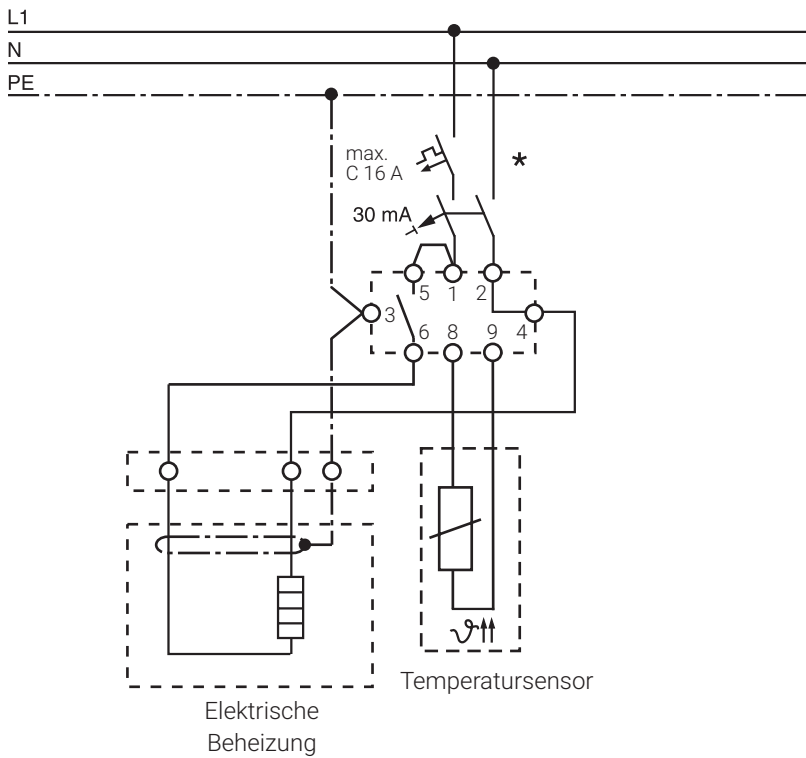 L1
N
PE
max.
C 16 A
*
30 mA
5 1 2
3
4
6 8 9
ϑ
Temperatursensor
Elektrische
Beheizung